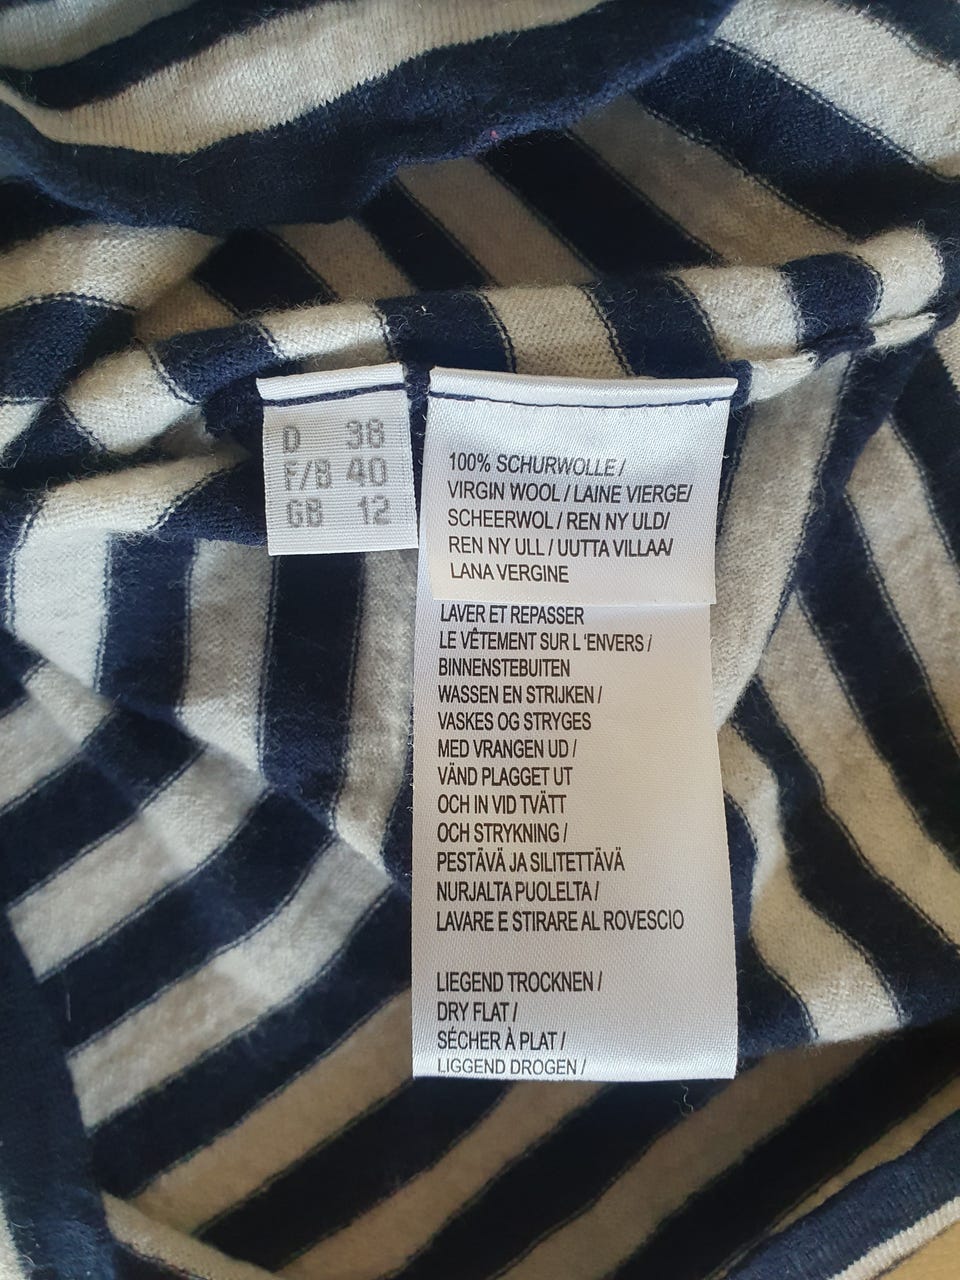 D 38
F/B 40
GB 12
100% SCHURWOLLE /
VIRGIN WOOL / LAINE VIERGE/
SCHEERWOL / REN NY ULD/
REN NY ULL / UUTTA VILLAA/
LANA VERGINE
LAVER ET REPASSER
LE VÊTEMENT SUR L 'ENVERS /
BINNENSTEBUITEN
WASSEN EN STRIJKEN /
VASKES OG STRYGES
MED VRANGEN UD /
VÄND PLAGGET UT
OCH IN VID TVÄTT
OCH STRYKNING /
PESTÄVÄ JA SILITETTÄVÄ
NURJALTA PUOLELTA /
LAVARE E STIRARE AL ROVESCIO
LIEGEND TROCKNEN /
DRY FLAT /
SÉCHER À PLAT /
LIGGEND DROGEN /